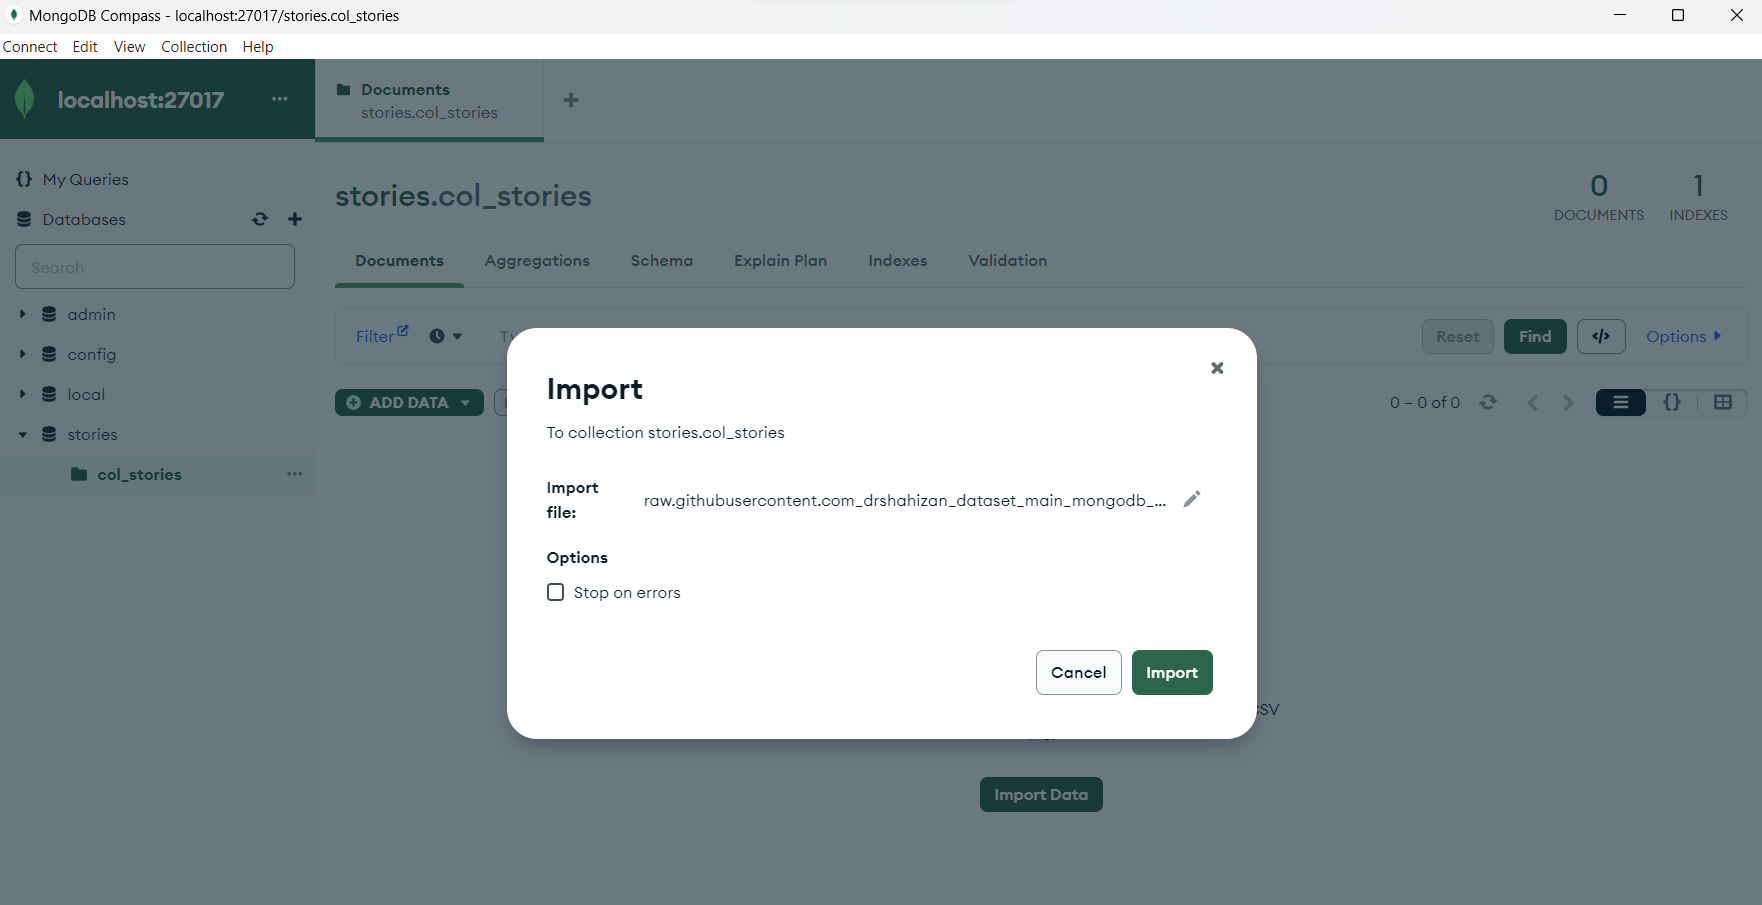 MongoDB Compass - localhost:27017/stories.col_stories
Connect Edit View Collection Help
localhost:27017 ...
Documents
stories.col_stories
My Queries
Databases
Search
admin
config
local
stories
col_stories ...
stories.col_stories
0
DOCUMENTS
1
INDEXES
Documents Aggregations Schema Explain Plan Indexes Validation
Filter
Reset Find </> Options
ADD DATA
0 – 0 of 0 {}
Import
To collection stories.col_stories
Import
file:
raw.githubusercontent.com_drshahizan_dataset_main_mongodb_...
Options
Stop on errors
Cancel Import
Import Data